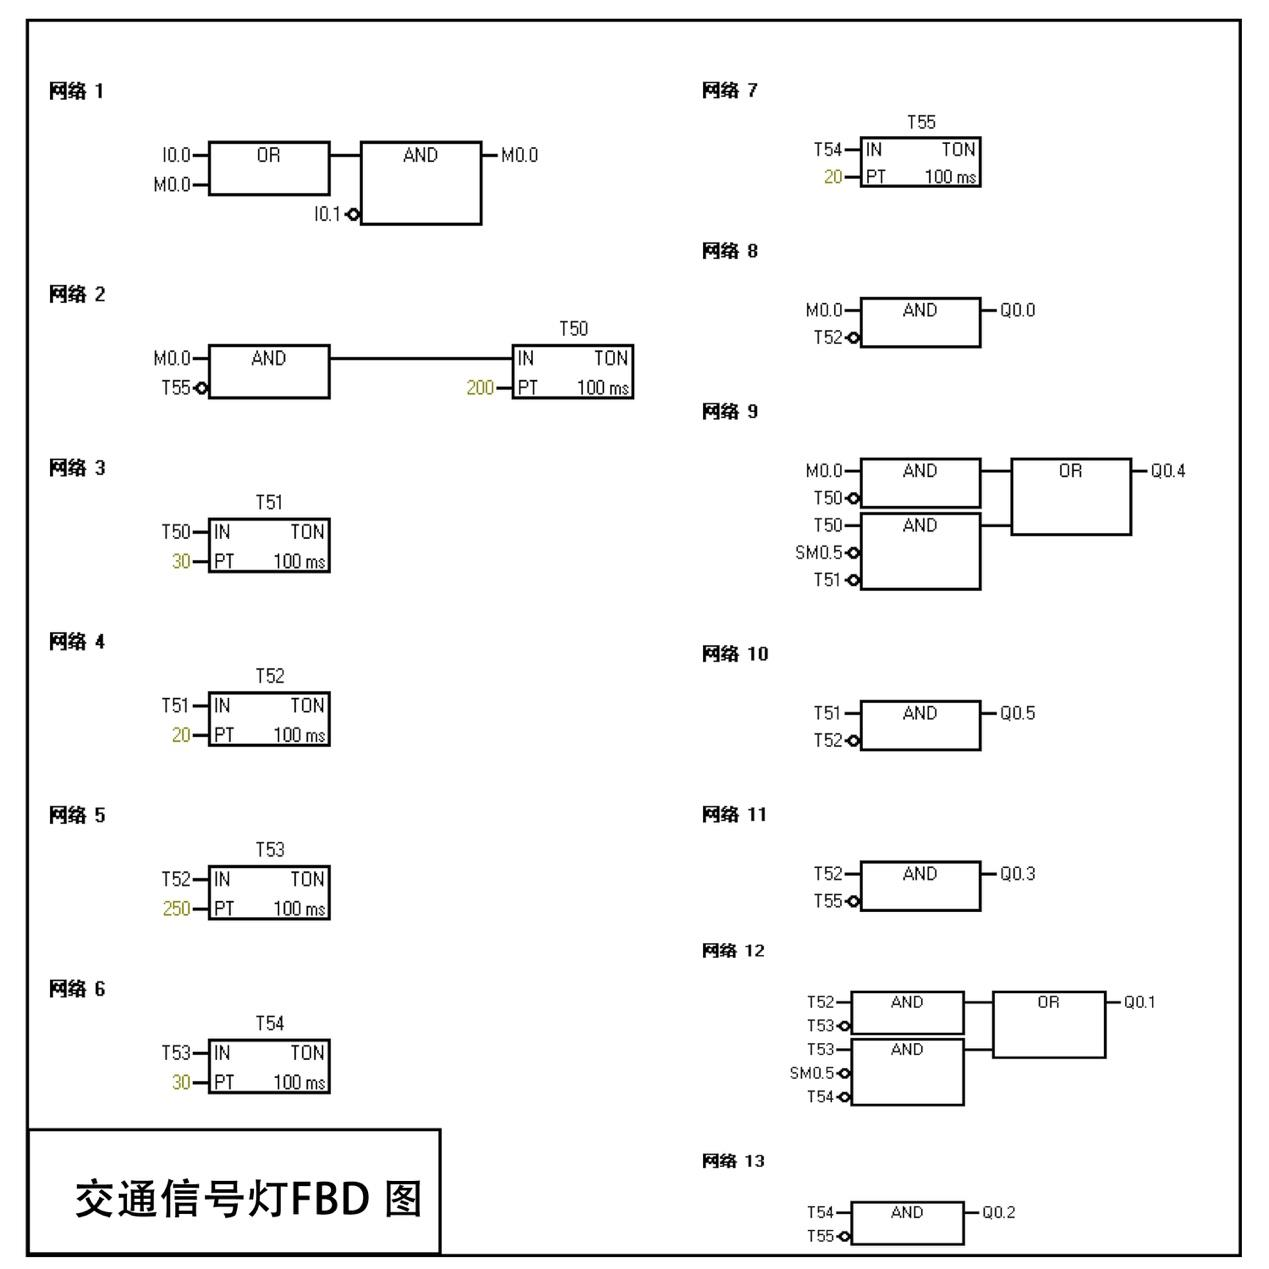 网络 1
I0.0 OR AND M0.0
M0.0
I0.1
网络 2
T50
M0.0 AND IN TON
T55 200 PT 100 ms
网络 3
T51
T50 IN TON
30 PT 100 ms
网络 4
T52
T51 IN TON
20 PT 100 ms
网络 5
T53
T52 IN TON
250 PT 100 ms
网络 6
T54
T53 IN TON
30 PT 100 ms
交通信号灯FBD 图
网络 7
T55
T54 IN TON
20 PT 100 ms
网络 8
M0.0 AND Q0.0
T52
网络 9
M0.0 AND OR Q0.4
T50
T50 AND
SM0.5
T51
网络 10
T51 AND Q0.5
T52
网络 11
T52 AND Q0.3
T55
网络 12
T52 AND OR Q0.1
T53
T53 AND
SM0.5
T54
网络 13
T54 AND Q0.2
T55